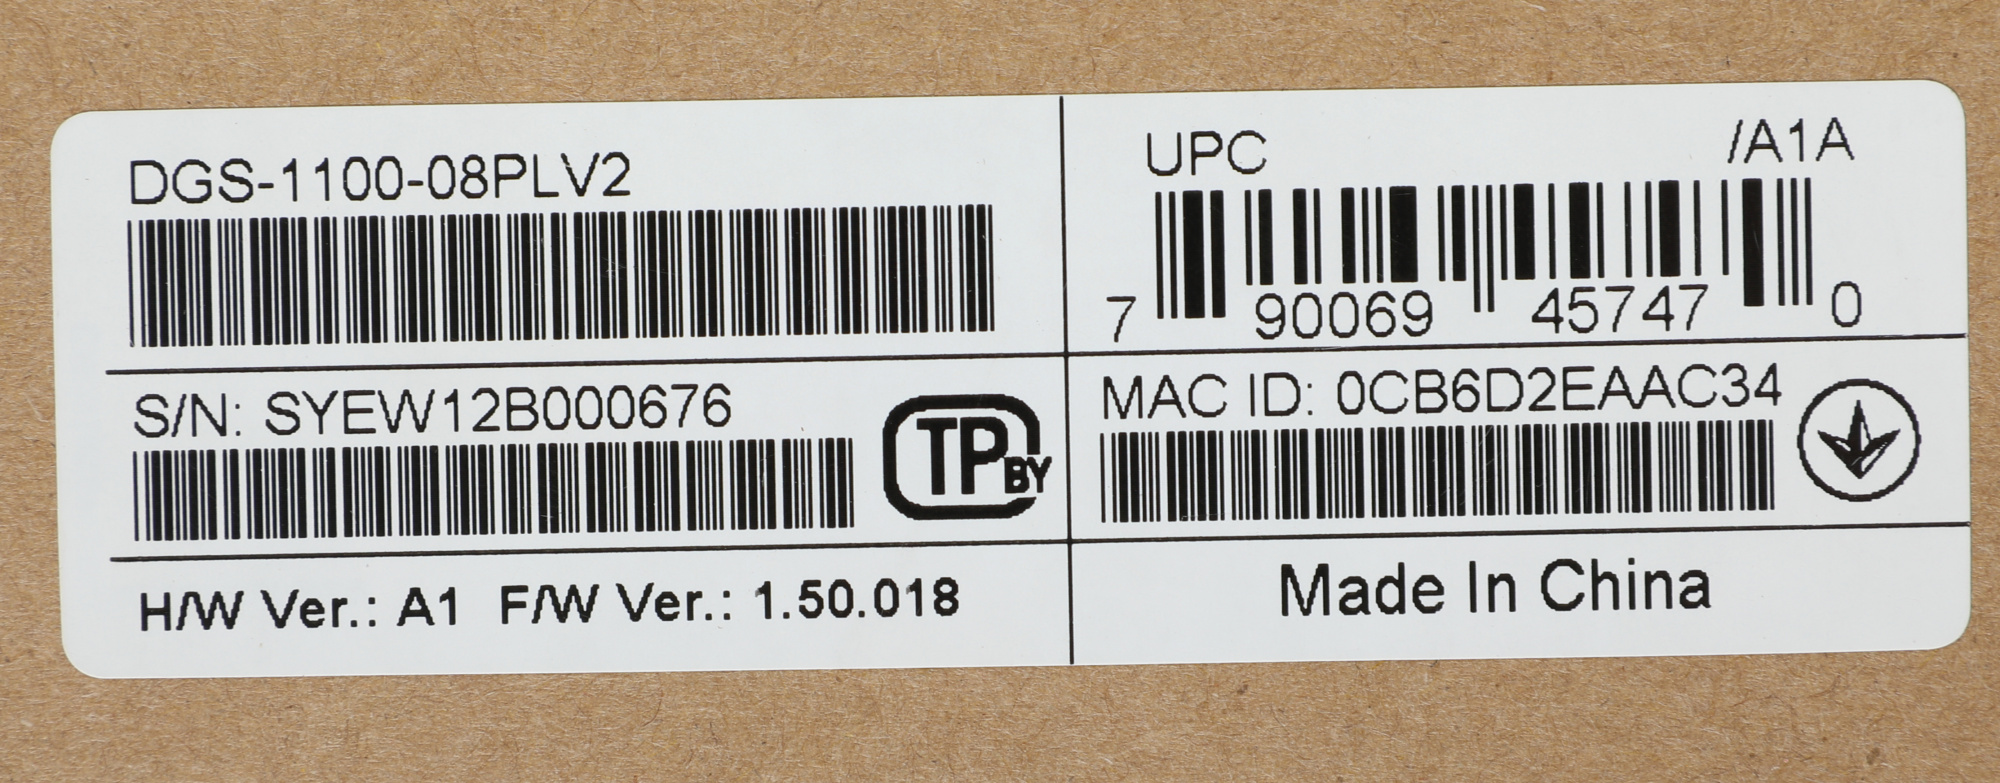 DGS-1100-08PLV2
UPC /A1A
7 90069 45747 0
S/N: SYEW12B000676
TP BY
MAC ID: 0CB6D2EAAC34
H/W Ver.: A1 F/W Ver.: 1.50.018
Made In China